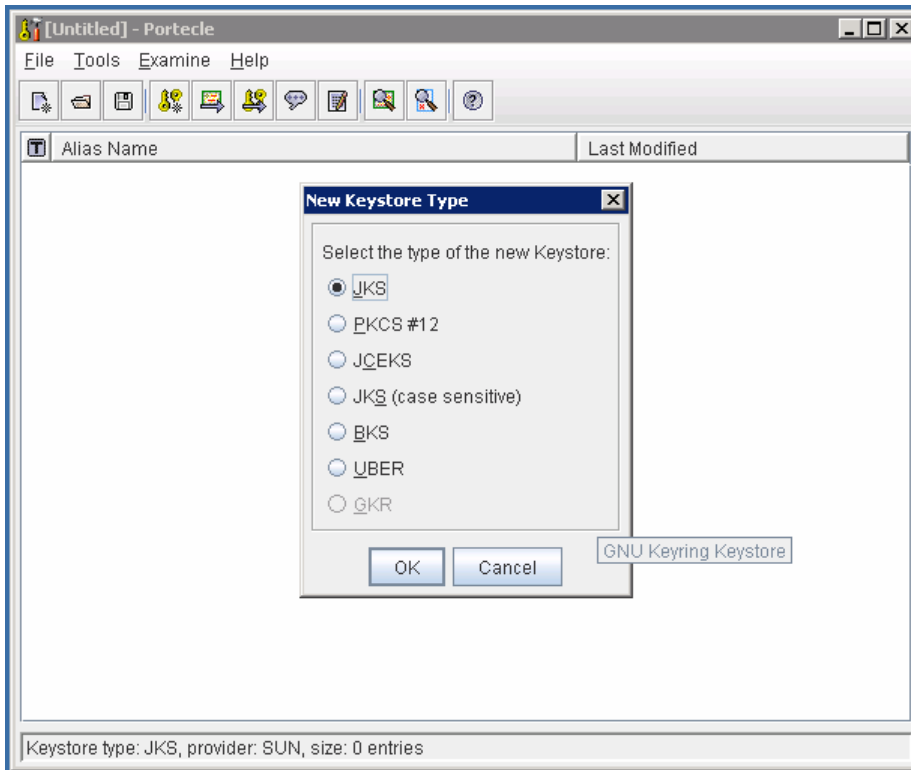 [Untitled] - Portecle
File Tools Examine Help
T Alias Name Last Modified
New Keystore Type
Select the type of the new Keystore:
JKS
PKCS #12
JCEKS
JKS (case sensitive)
BKS
UBER
GKR
GNU Keyring Keystore
OK Cancel
Keystore type: JKS, provider: SUN, size: 0 entries